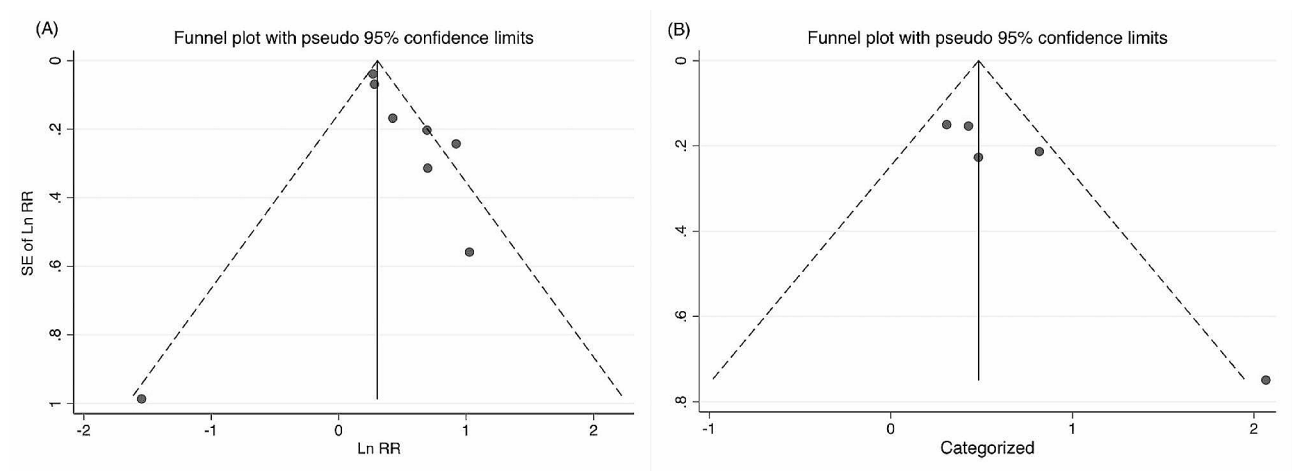 (A)
Funnel plot with pseudo 95% confidence limits
0
.2
.4
.6
.8
1
SE of Ln RR
-2
-1
0
1
2
Ln RR
(B)
Funnel plot with pseudo 95% confidence limits
0
.2
.4
.6
.8
-1
0
1
2
Categorized